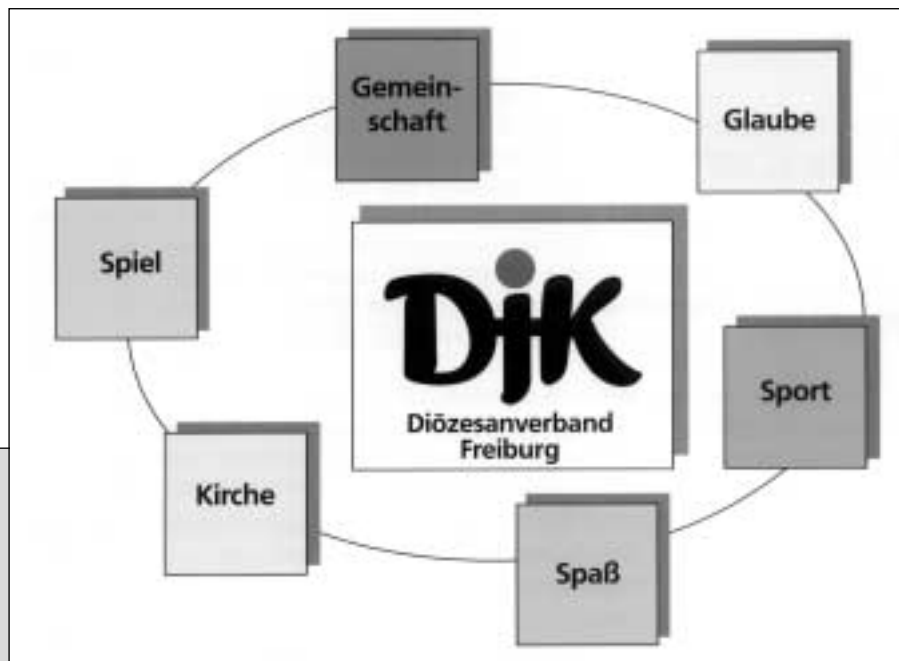 Gemein-
schaft
Glaube
Spiel
DjK
Diözesanverband
Freiburg
Sport
Kirche
Spaß